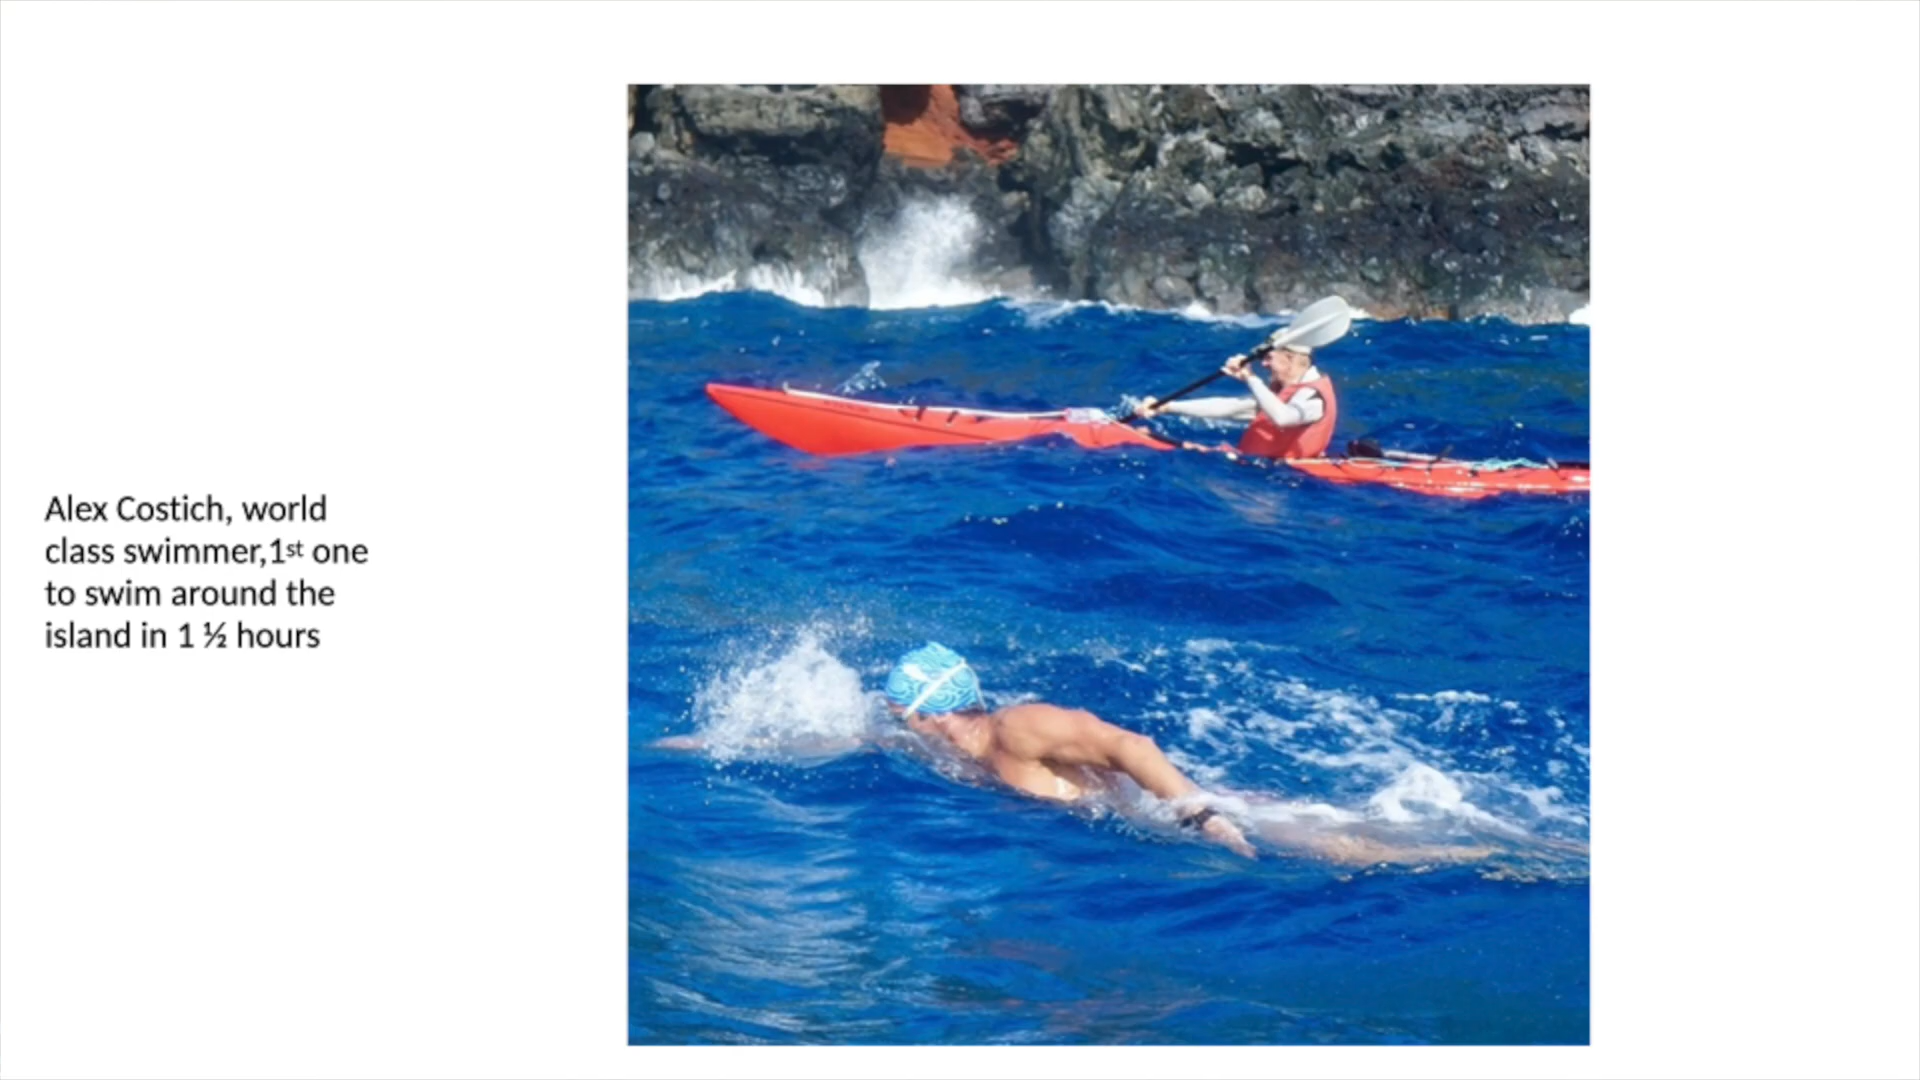 Alex Costich, world
class swimmer,1st one
to swim around the
island in 1 ½ hours